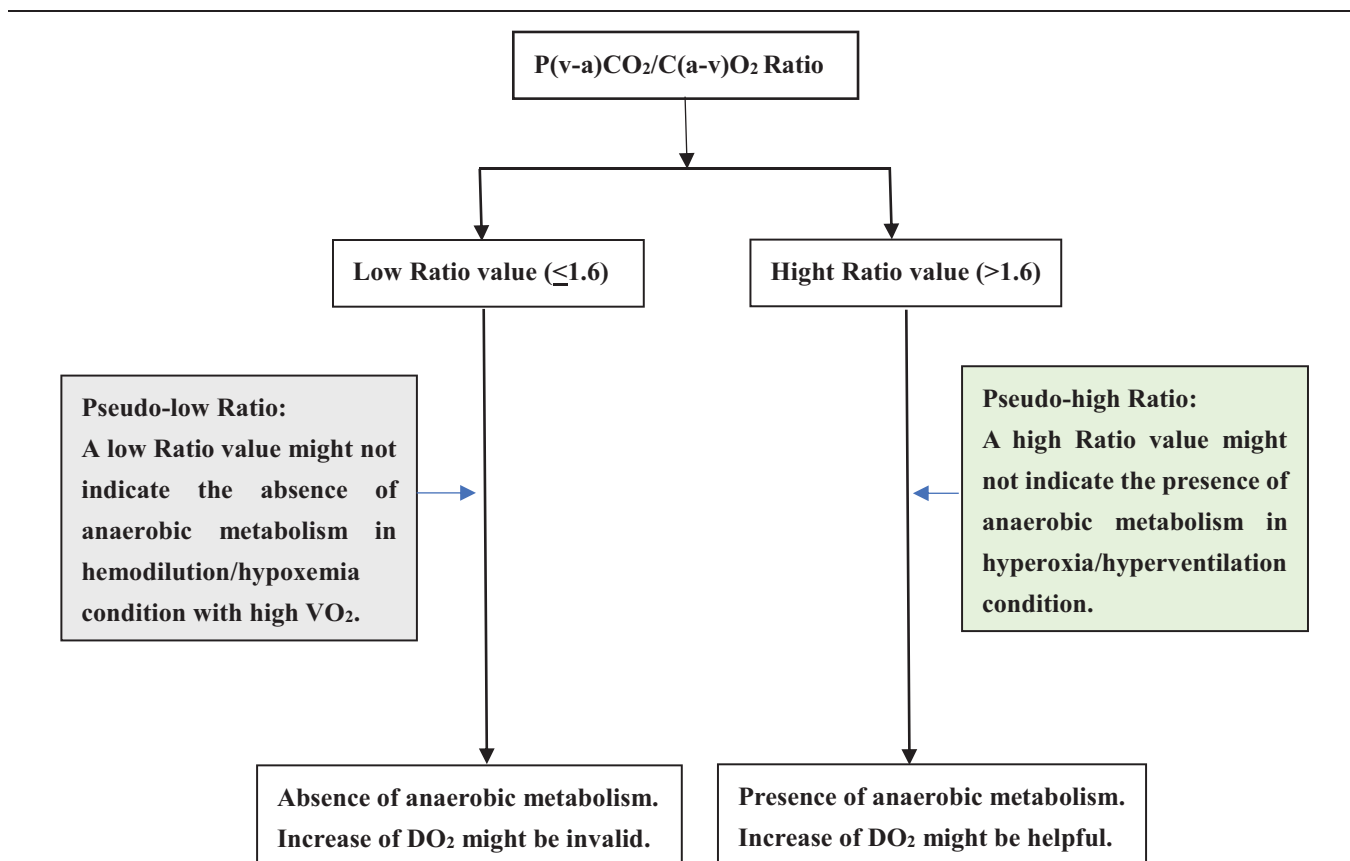 P(v-a)CO₂/C(a-v)O₂ Ratio
Low Ratio value (≤1.6)
Hight Ratio value (>1.6)
Pseudo-low Ratio:
A low Ratio value might not
indicate the absence of
anaerobic metabolism in
hemodilution/hypoxemia
condition with high VO₂.
Pseudo-high Ratio:
A high Ratio value might
not indicate the presence of
anaerobic metabolism in
hyperoxia/hyperventilation
condition.
Absence of anaerobic metabolism.
Increase of DO₂ might be invalid.
Presence of anaerobic metabolism.
Increase of DO₂ might be helpful.